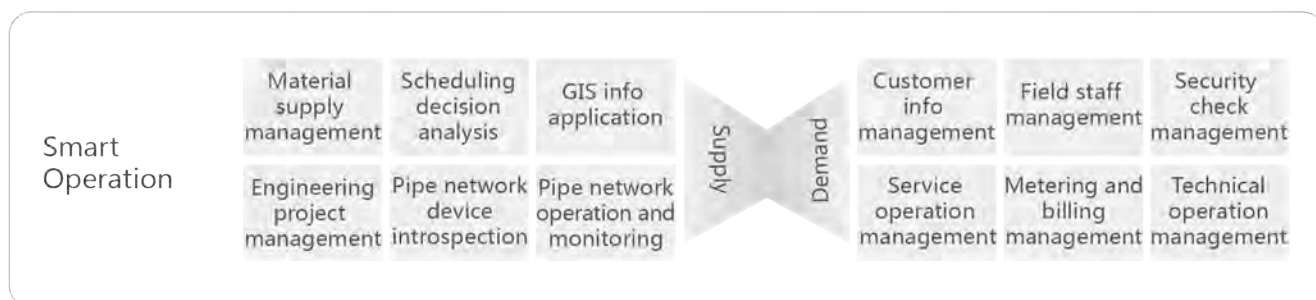 Smart
Operation
Material
supply
management
Scheduling
decision
analysis
GIS info
application
Engineering
project
management
Pipe network
device
introspection
Pipe network
operation and
monitoring
Supply
Demand
Customer
info
management
Field staff
management
Security
check
management
Service
operation
management
Metering and
billing
management
Technical
operation
management